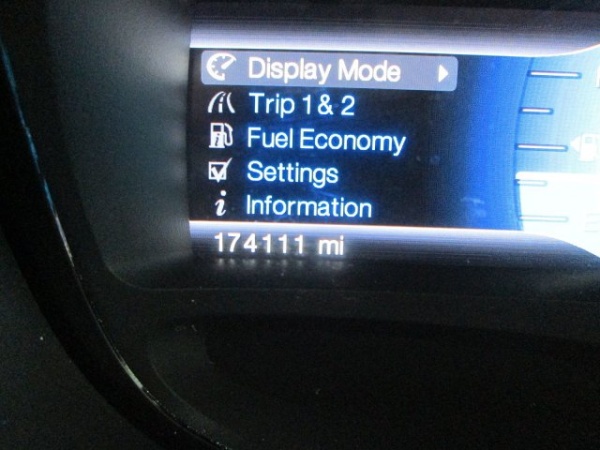 Display Mode
Trip 1 & 2
Fuel Economy
Settings
Information
174111 mi